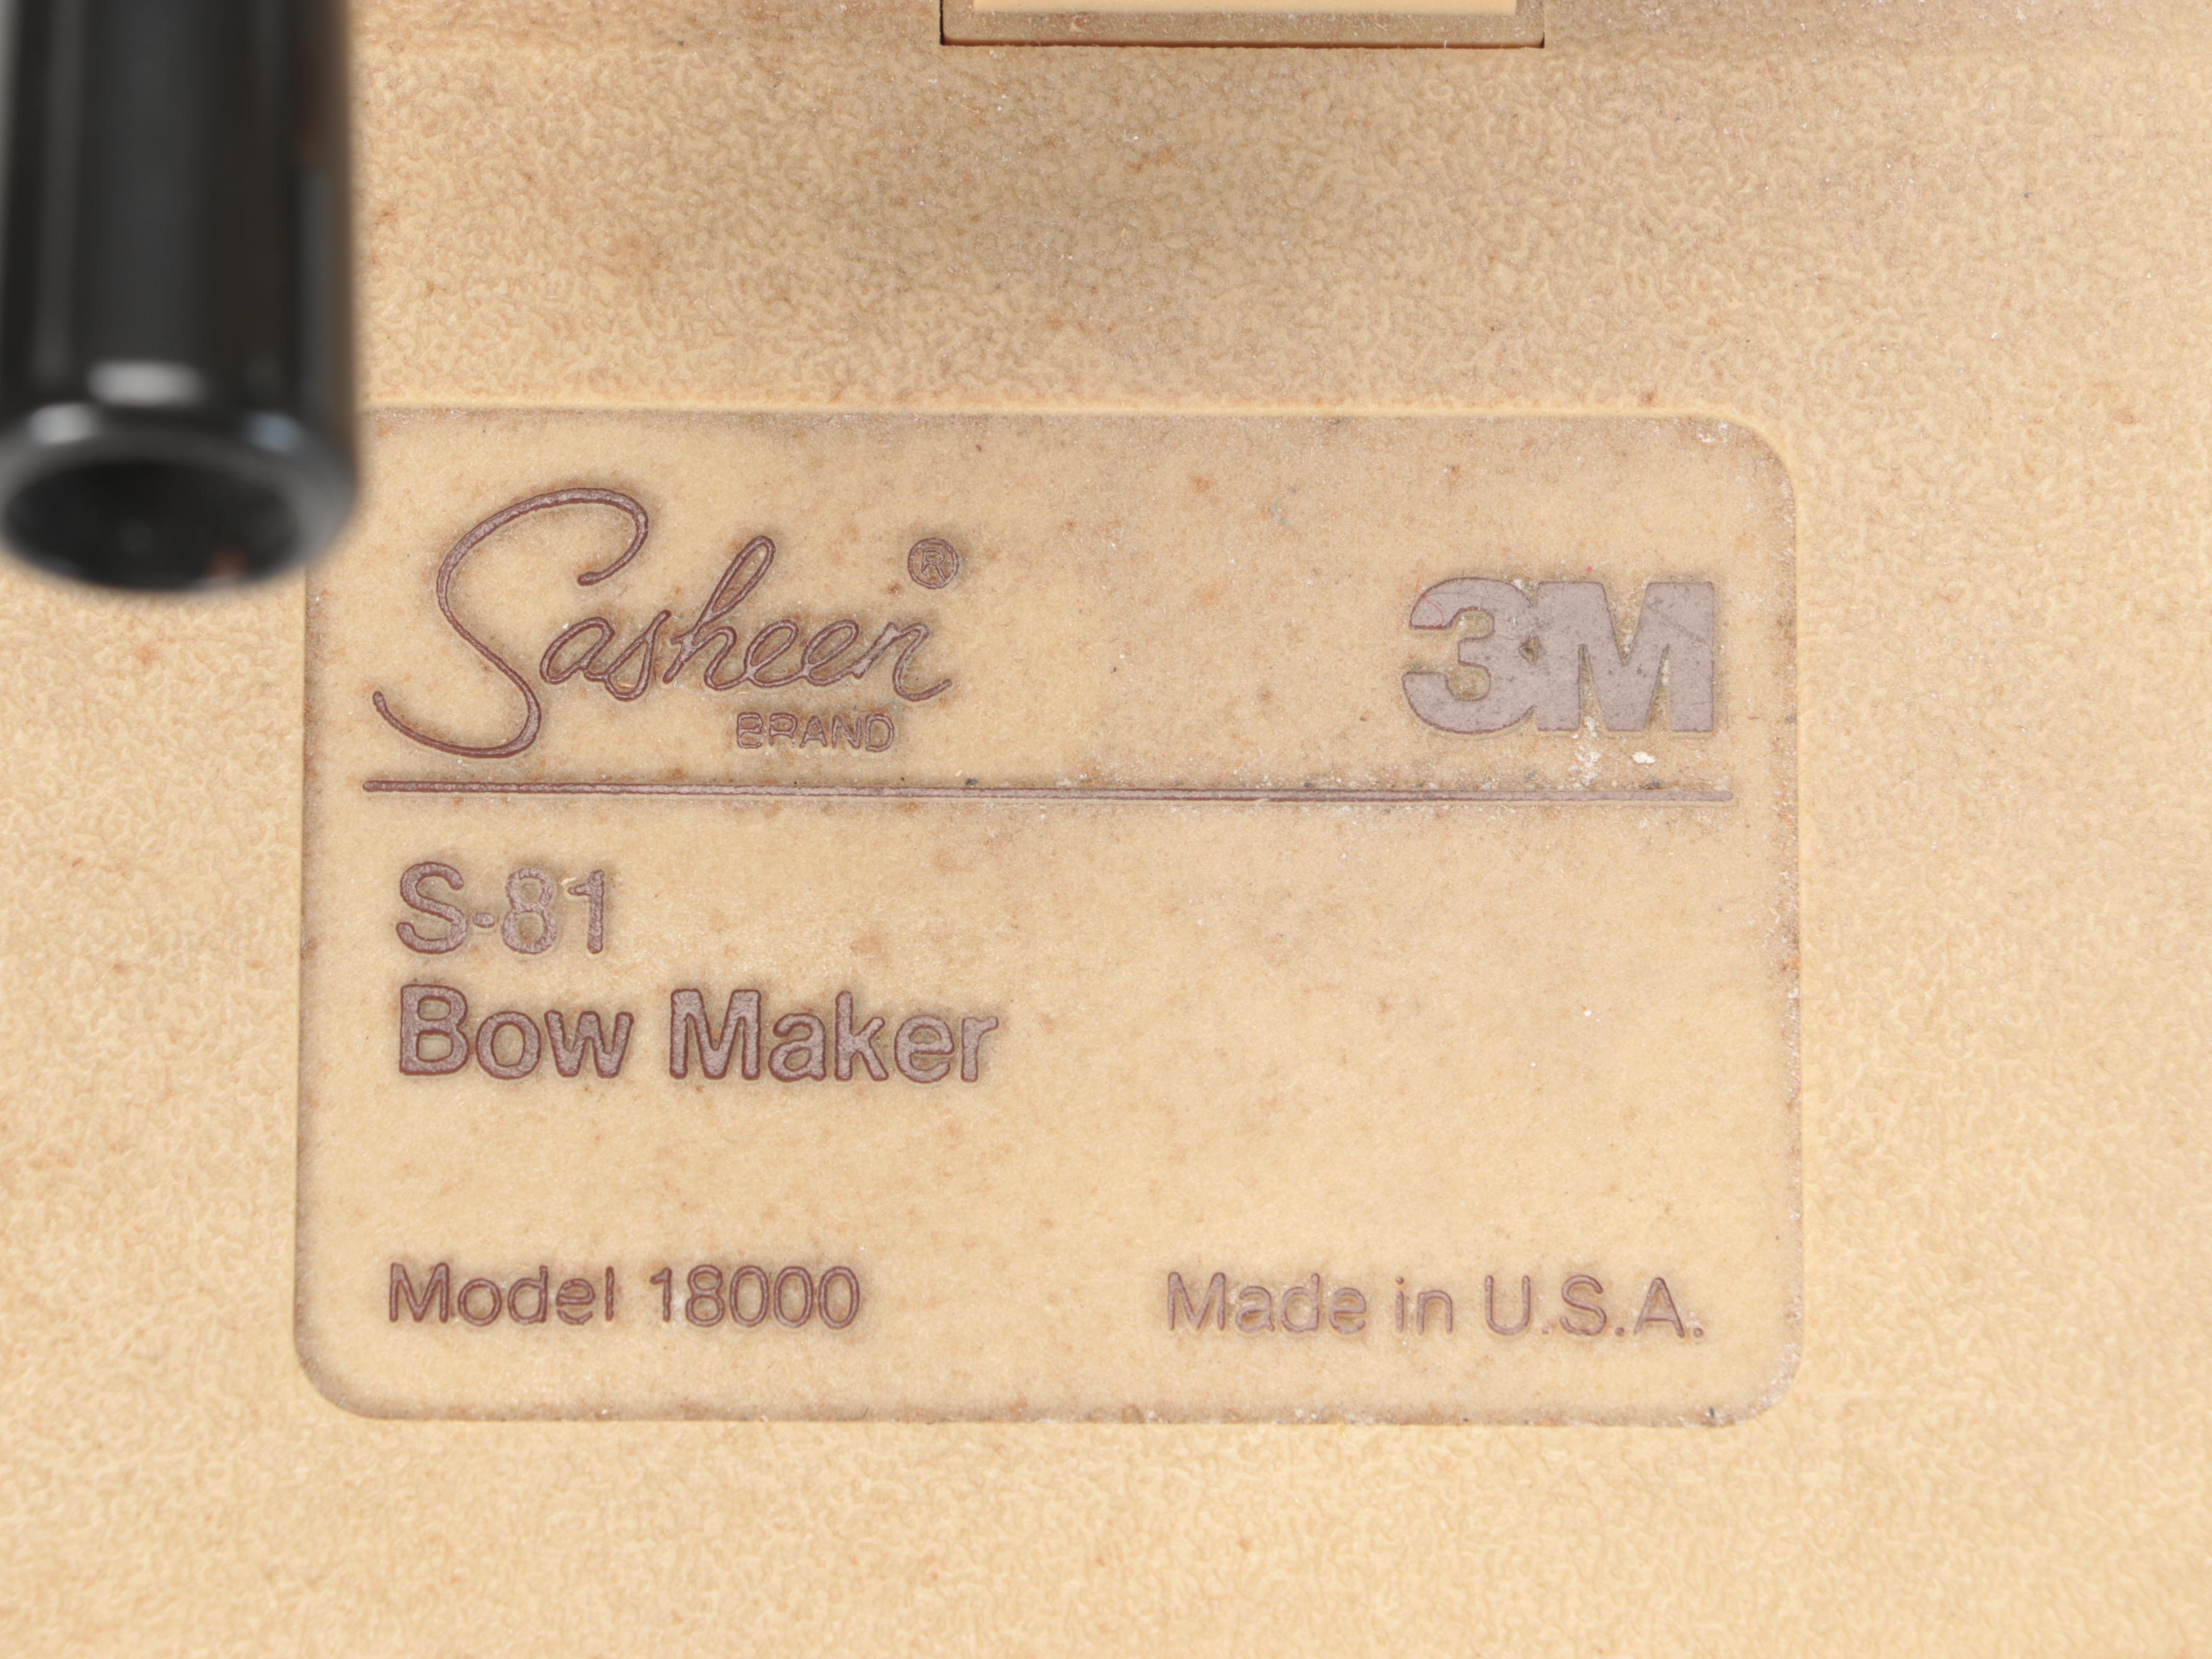 Sasheen®
BRAND
3M
S-81
Bow Maker
Model 18000
Made in U.S.A.